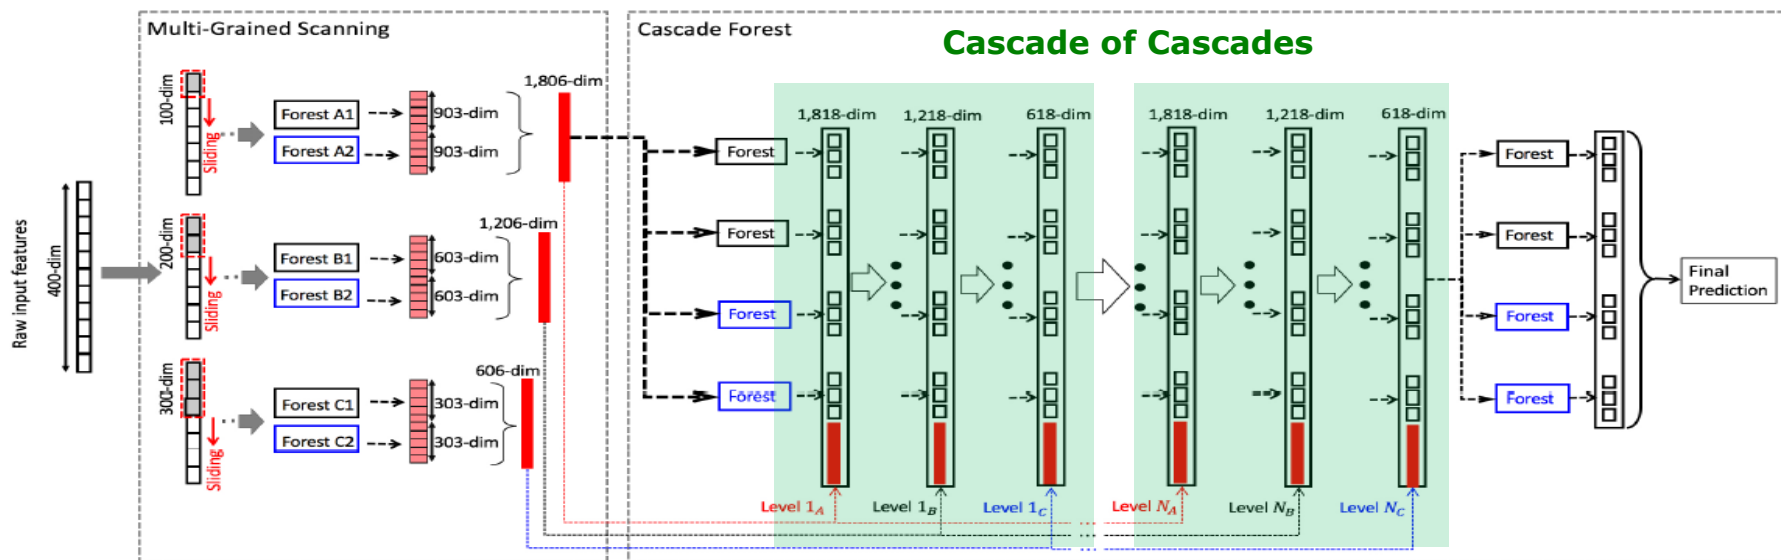 Multi-Grained Scanning
Cascade Forest
Cascade of Cascades
Raw input features
400-dim
100-dim
Sliding
Forest A1
Forest A2
903-dim
903-dim
1,806-dim
200-dim
Sliding
Forest B1
Forest B2
603-dim
603-dim
1,206-dim
300-dim
Sliding
Forest C1
Forest C2
303-dim
303-dim
606-dim
Forest
Forest
Forest
Forest
1,818-dim
1,218-dim
618-dim
1,818-dim
1,218-dim
618-dim
Level 1A
Level 1B
Level 1C
Level NA
Level NB
Level NC
Forest
Forest
Forest
Forest
Final
Prediction